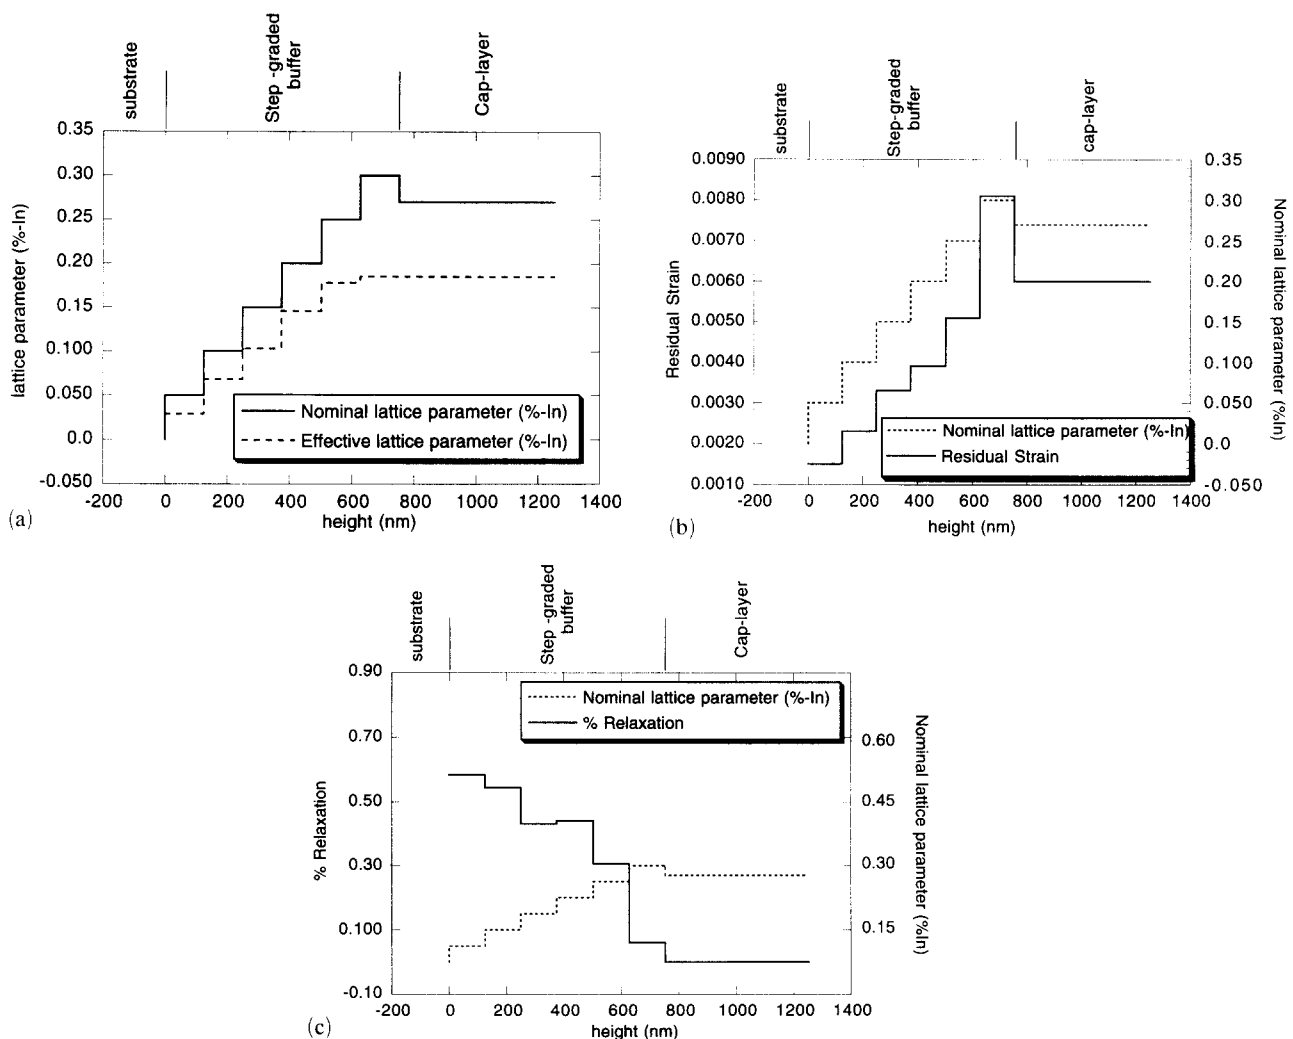 substrate
Step -graded
buffer
Cap-layer
0.35
0.30
0.25
0.20
0.15
0.100
0.050
0.0
-0.050
lattice parameter (%-In)
Nominal lattice parameter (%-In)
Effective lattice parameter (%-In)
-200 0 200 400 600 800 1000 1200 1400
height (nm)
(a)
substrate
Step-graded
buffer
cap-layer
0.0090
0.0080
0.0070
0.0060
0.0050
0.0040
0.0030
0.0020
0.0010
Residual Strain
0.35
0.30
0.25
0.20
0.15
0.100
0.050
0.0
-0.050
Nominal lattice parameter (%In)
Nominal lattice parameter (%-In)
Residual Strain
-200 0 200 400 600 800 1000 1200 1400
height (nm)
(b)
substrate
Step -graded
buffer
Cap-layer
0.90
0.70
0.50
0.30
0.100
-0.10
% Relaxation
Nominal lattice parameter (%-In)
% Relaxation
0.60
0.45
0.30
0.15
Nominal lattice parameter (%In)
-200 0 200 400 600 800 1000 1200 1400
height (nm)
(c)